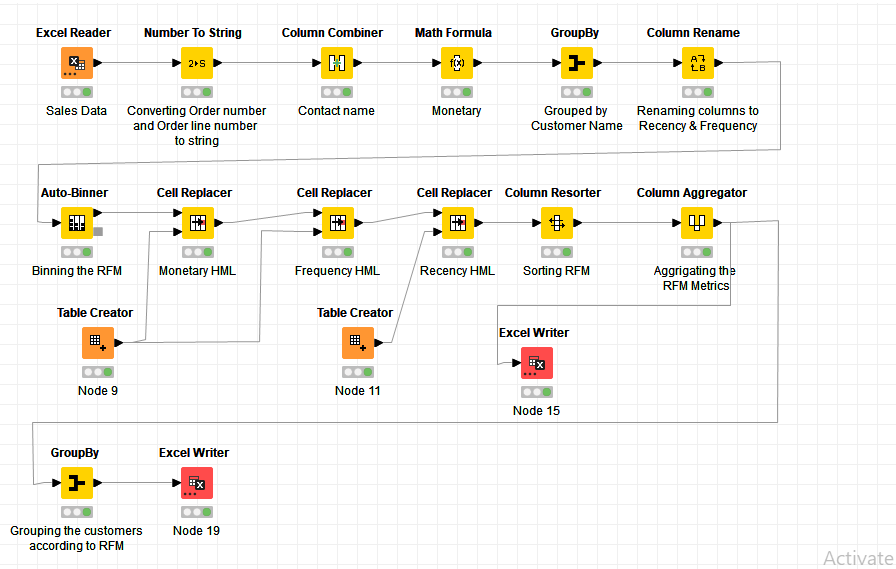 Excel Reader
Number To String
Column Combiner
Math Formula
GroupBy
Column Rename
2▸S
f(x)
A
B
Sales Data
Converting Order number
and Order line number
to string
Contact name
Monetary
Grouped by
Customer Name
Renaming columns to
Recency & Frequency
Auto-Binner
Cell Replacer
Cell Replacer
Cell Replacer
Column Resorter
Column Aggregator
Binning the RFM
Monetary HML
Frequency HML
Recency HML
Sorting RFM
Aggrigating the
RFM Metrics
Table Creator
Table Creator
Excel Writer
Node 9
Node 11
Node 15
GroupBy
Excel Writer
Grouping the customers
according to RFM
Node 19
Activate